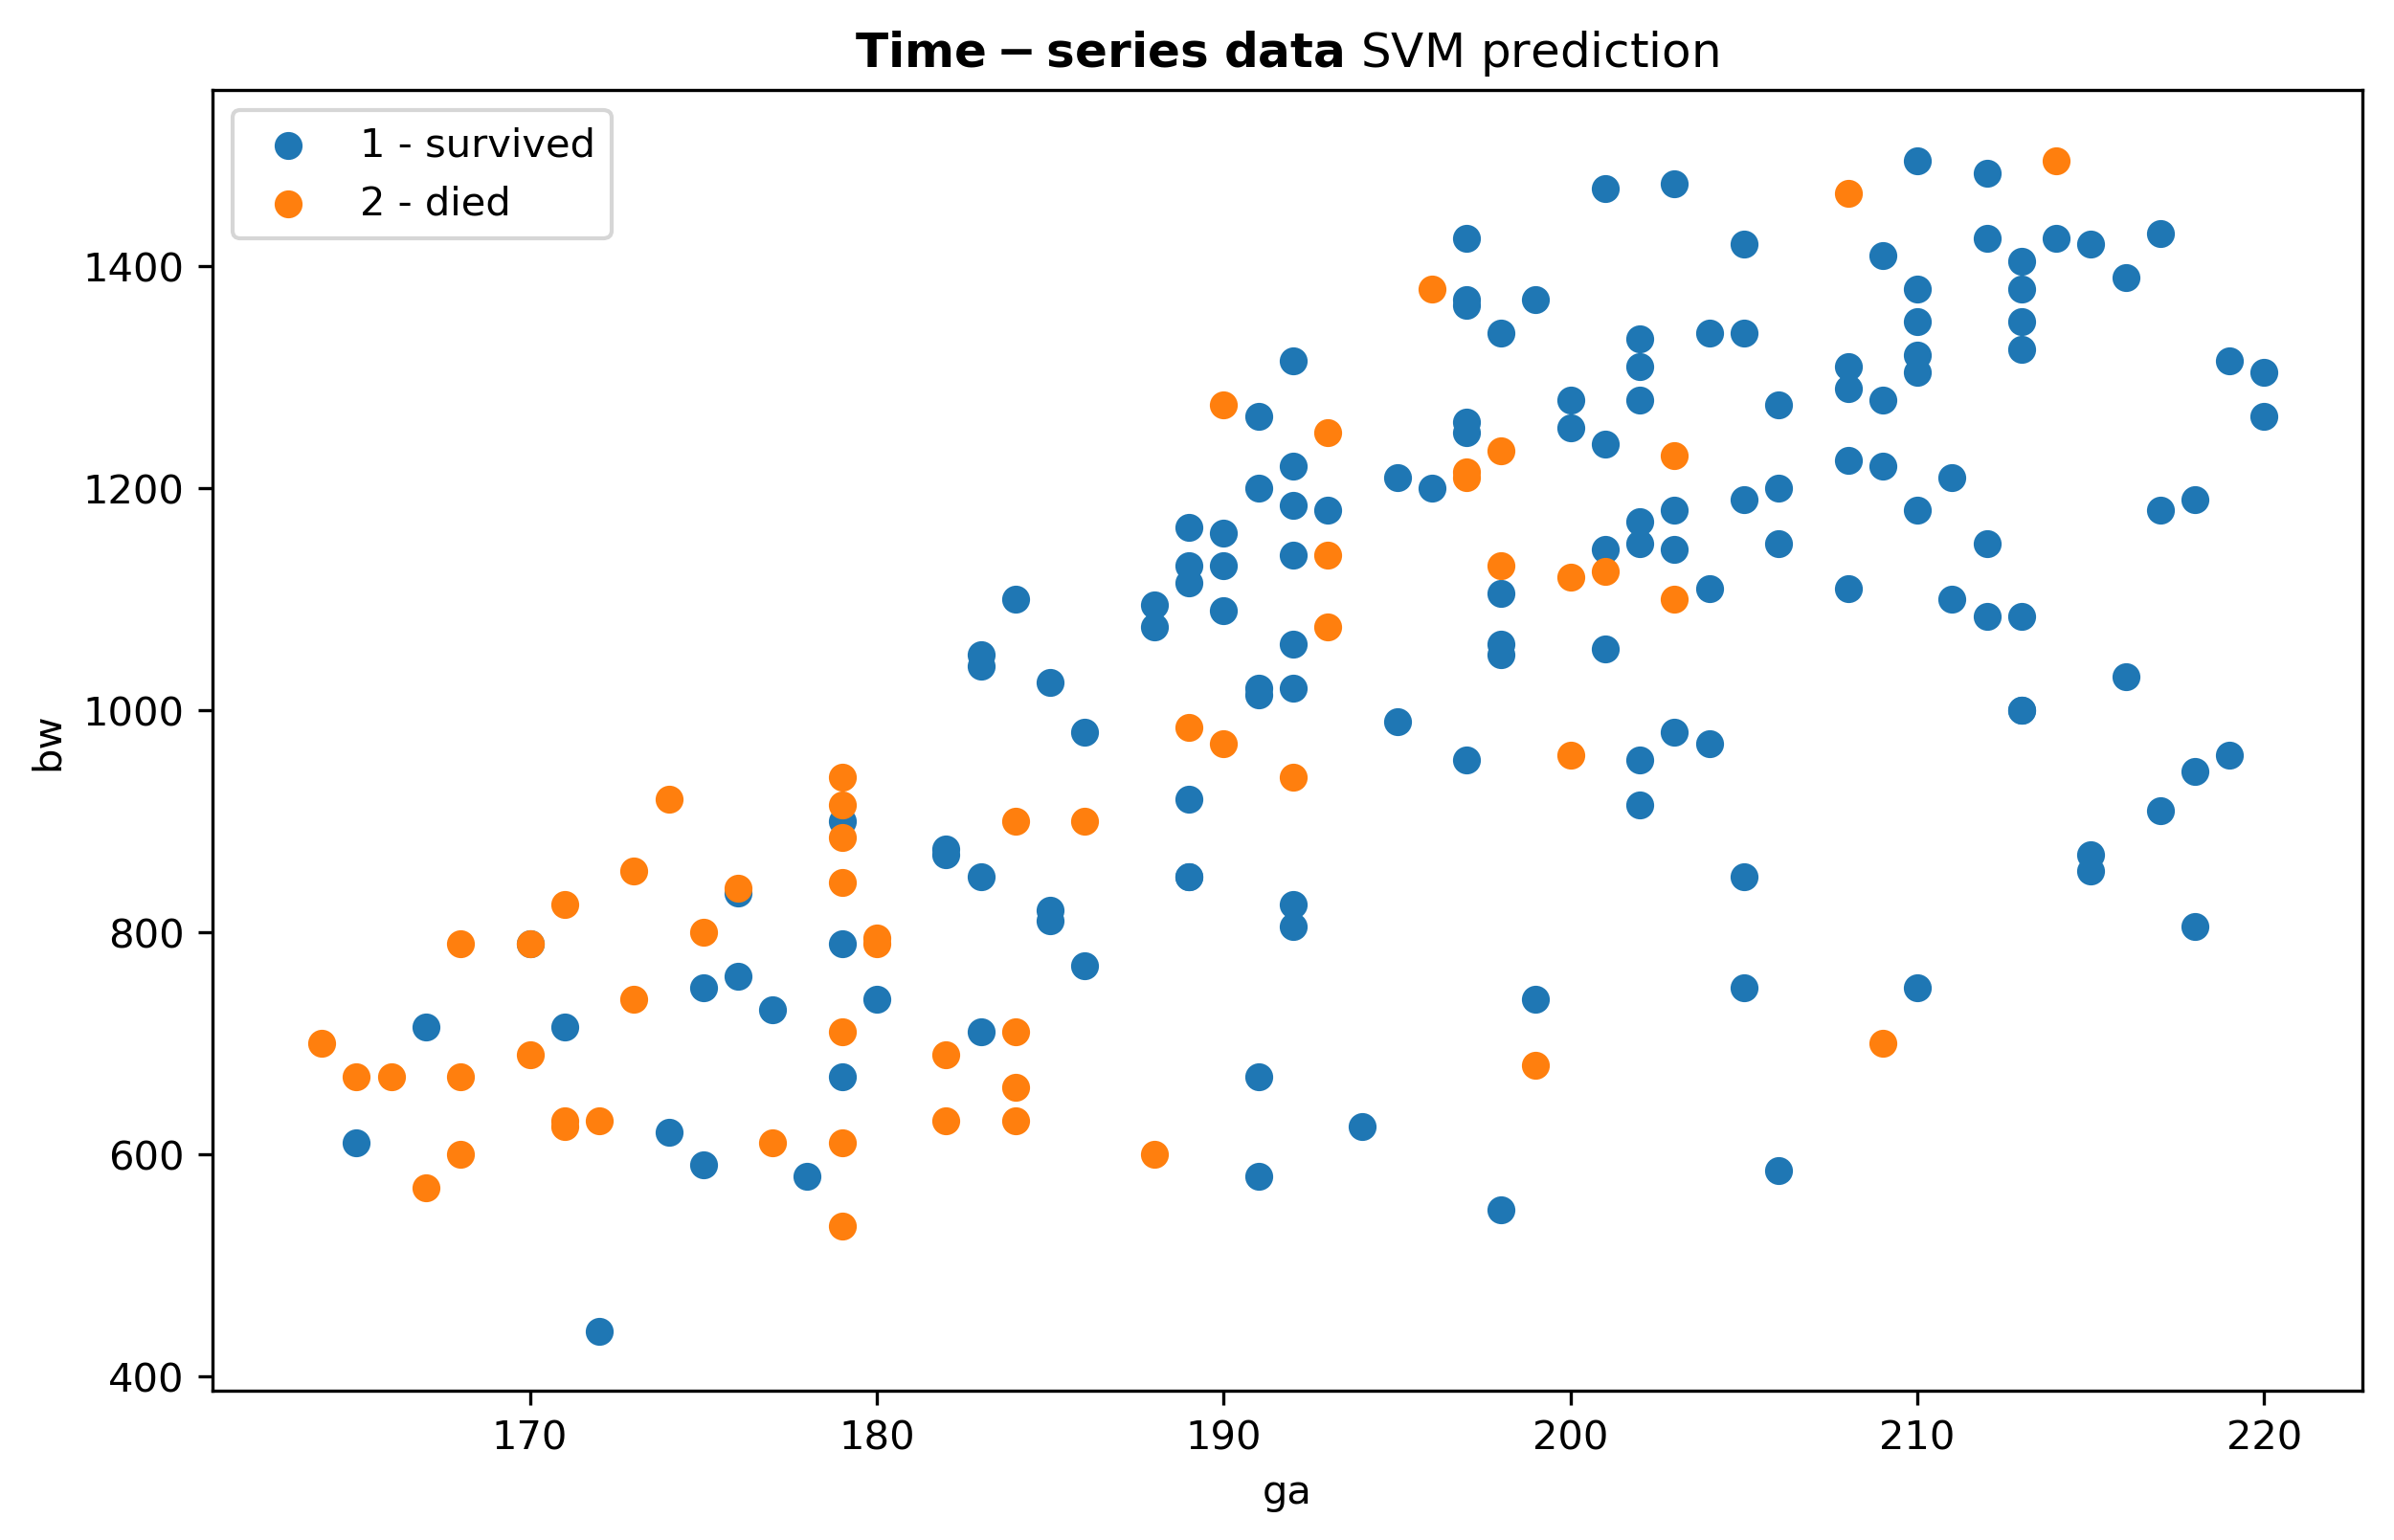 Time − series data SVM prediction
1 - survived
2 - died
1400
1200
1000
800
600
400
bw
170 180 190 200 210 220
ga